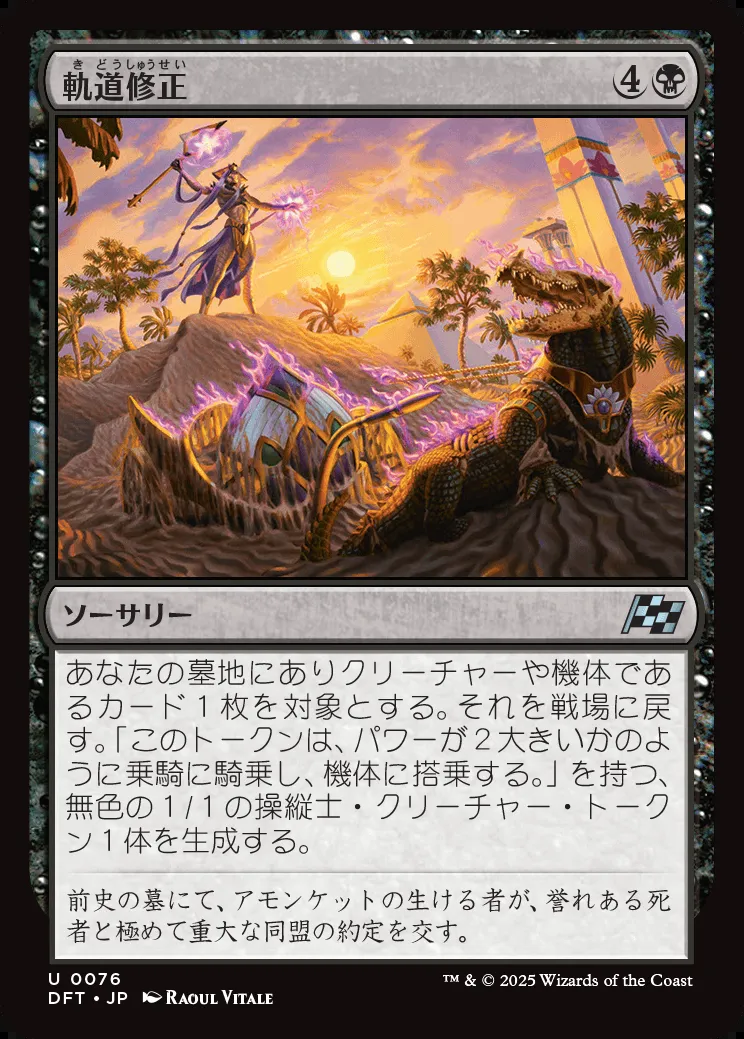 きどうしゅうせい
軌道修正 4
ソーサリー
あなたの墓地にありクリーチャーや機体であ
るカード1枚を対象とする。それを戦場に戻
す。「このトークンは、パワーが2大きいかのよ
うに乗騎に騎乗し、機体に搭乗する。」を持つ、
無色の1/1の操縦士・クリーチャー・トーク
ン1体を生成する。
前史の墓にて、アモンケットの生ける者が、誉れある死
者と極めて重大な同盟の約定を交す。
U 0076
DFT • JP Raoul Vitale
™ & © 2025 Wizards of the Coast